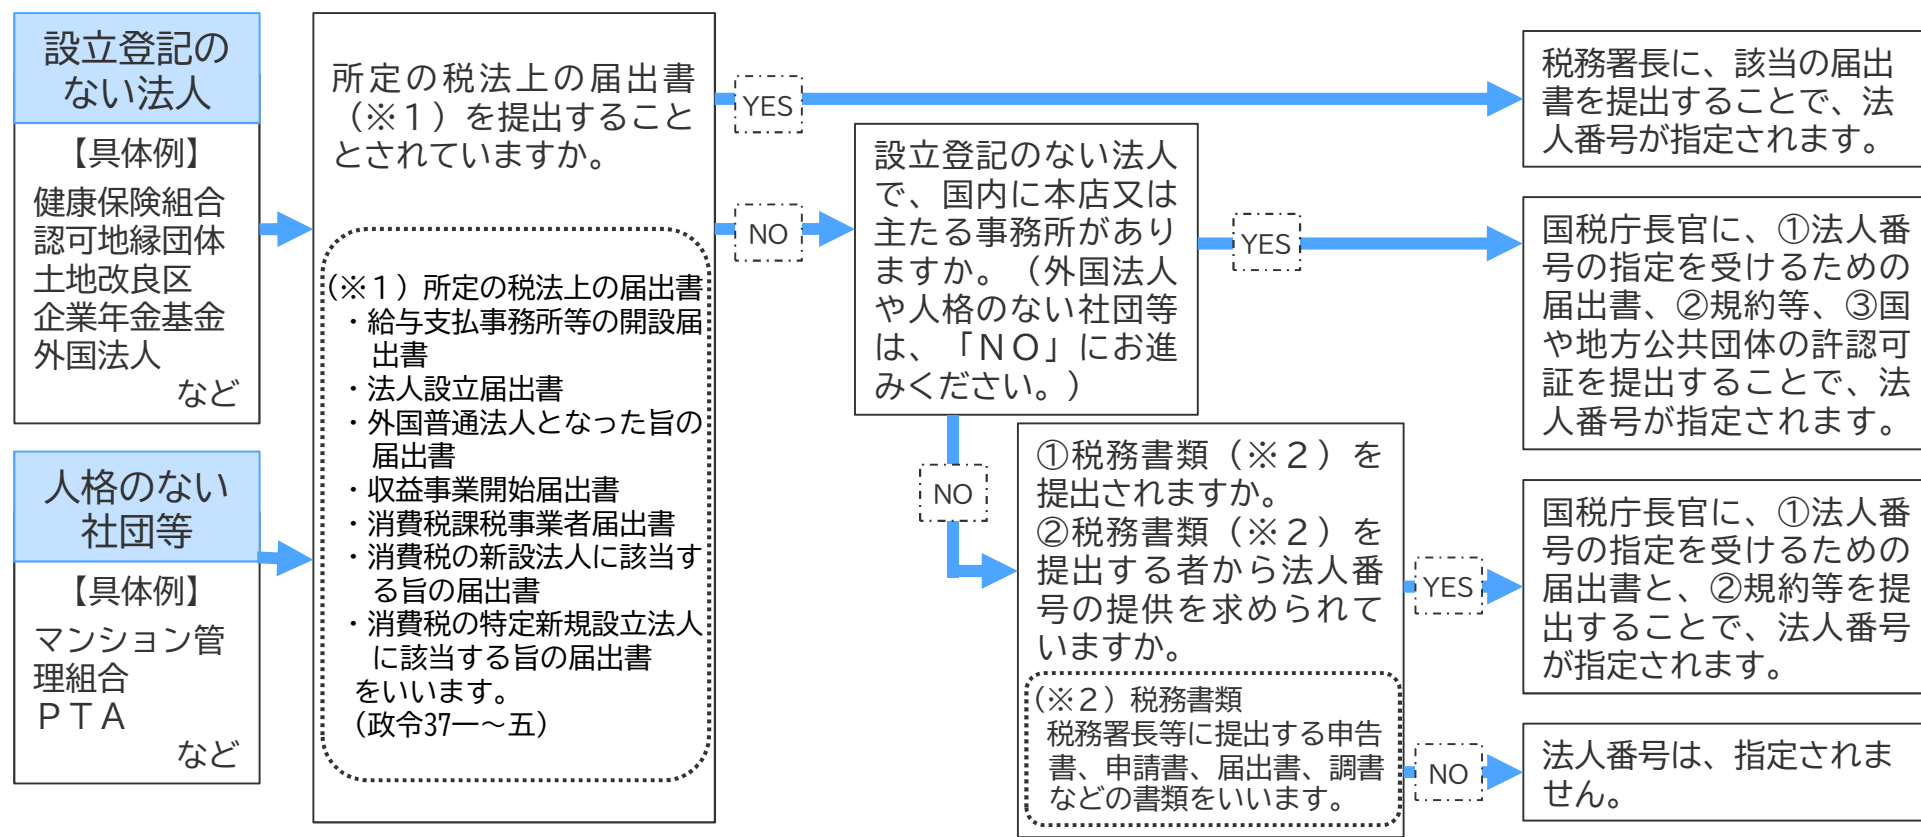 設立登記の
ない法人
【具体例】
健康保険組合
認可地縁団体
土地改良区
企業年金基金
外国法人
など
人格のない
社団等
【具体例】
マンション管
理組合
ＰＴＡ
など
所定の税法上の届出書
（※１）を提出すること
とされていますか。
（※１）所定の税法上の届出書
・給与支払事務所等の開設届
出書
・法人設立届出書
・外国普通法人となった旨の
届出書
・収益事業開始届出書
・消費税課税事業者届出書
・消費税の新設法人に該当す
る旨の届出書
・消費税の特定新規設立法人
に該当する旨の届出書
をいいます。
（政令37一～五）
YES
NO
設立登記のない法人
で、国内に本店又は
主たる事務所があり
ますか。（外国法人
や人格のない社団等
は、「ＮＯ」にお進
みください。）
YES
NO
①税務書類（※２）を
提出されますか。
②税務書類（※２）を
提出する者から法人番
号の提供を求められて
いますか。
（※２）税務書類
税務署長等に提出する申告
書、申請書、届出書、調書
などの書類をいいます。
YES
NO
税務署長に、該当の届出
書を提出することで、法
人番号が指定されます。
国税庁長官に、①法人番
号の指定を受けるための
届出書、②規約等、③国
や地方公共団体の許認可
証を提出することで、法
人番号が指定されます。
国税庁長官に、①法人番
号の指定を受けるための
届出書と、②規約等を提
出することで、法人番号
が指定されます。
法人番号は、指定されま
せん。